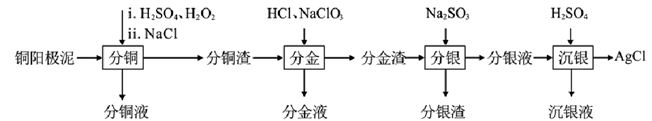 i. H₂SO₄、H₂O₂ HCl、NaClO₃ Na₂SO₃ H₂SO₄
ii. NaCl
铜阳极泥 分铜 分铜渣 分金 分金渣 分银 分银液 沉银 AgCl
分铜液 分金液 分银渣 沉银液